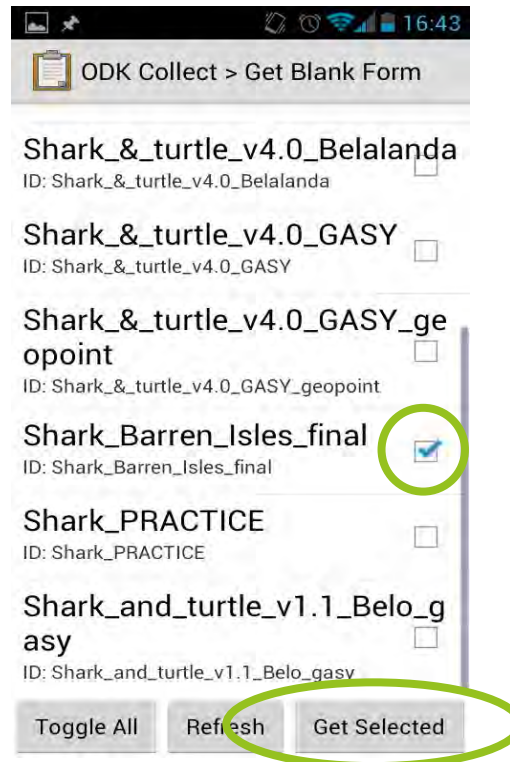 16:43
ODK Collect > Get Blank Form
Shark_&_turtle_v4.0_Belalanda
ID: Shark_&_turtle_v4.0_Belalanda
Shark_&_turtle_v4.0_GASY
ID: Shark_&_turtle_v4.0_GASY
Shark_&_turtle_v4.0_GASY_ge
opoint
ID: Shark_&_turtle_v4.0_GASY_geopoint
Shark_Barren_Isles_final
ID: Shark_Barren_Isles_final
Shark_PRACTICE
ID: Shark_PRACTICE
Shark_and_turtle_v1.1_Belo_g
asy
ID: Shark_and_turtle_v1.1_Belo_gasy
Toggle All Refresh Get Selected